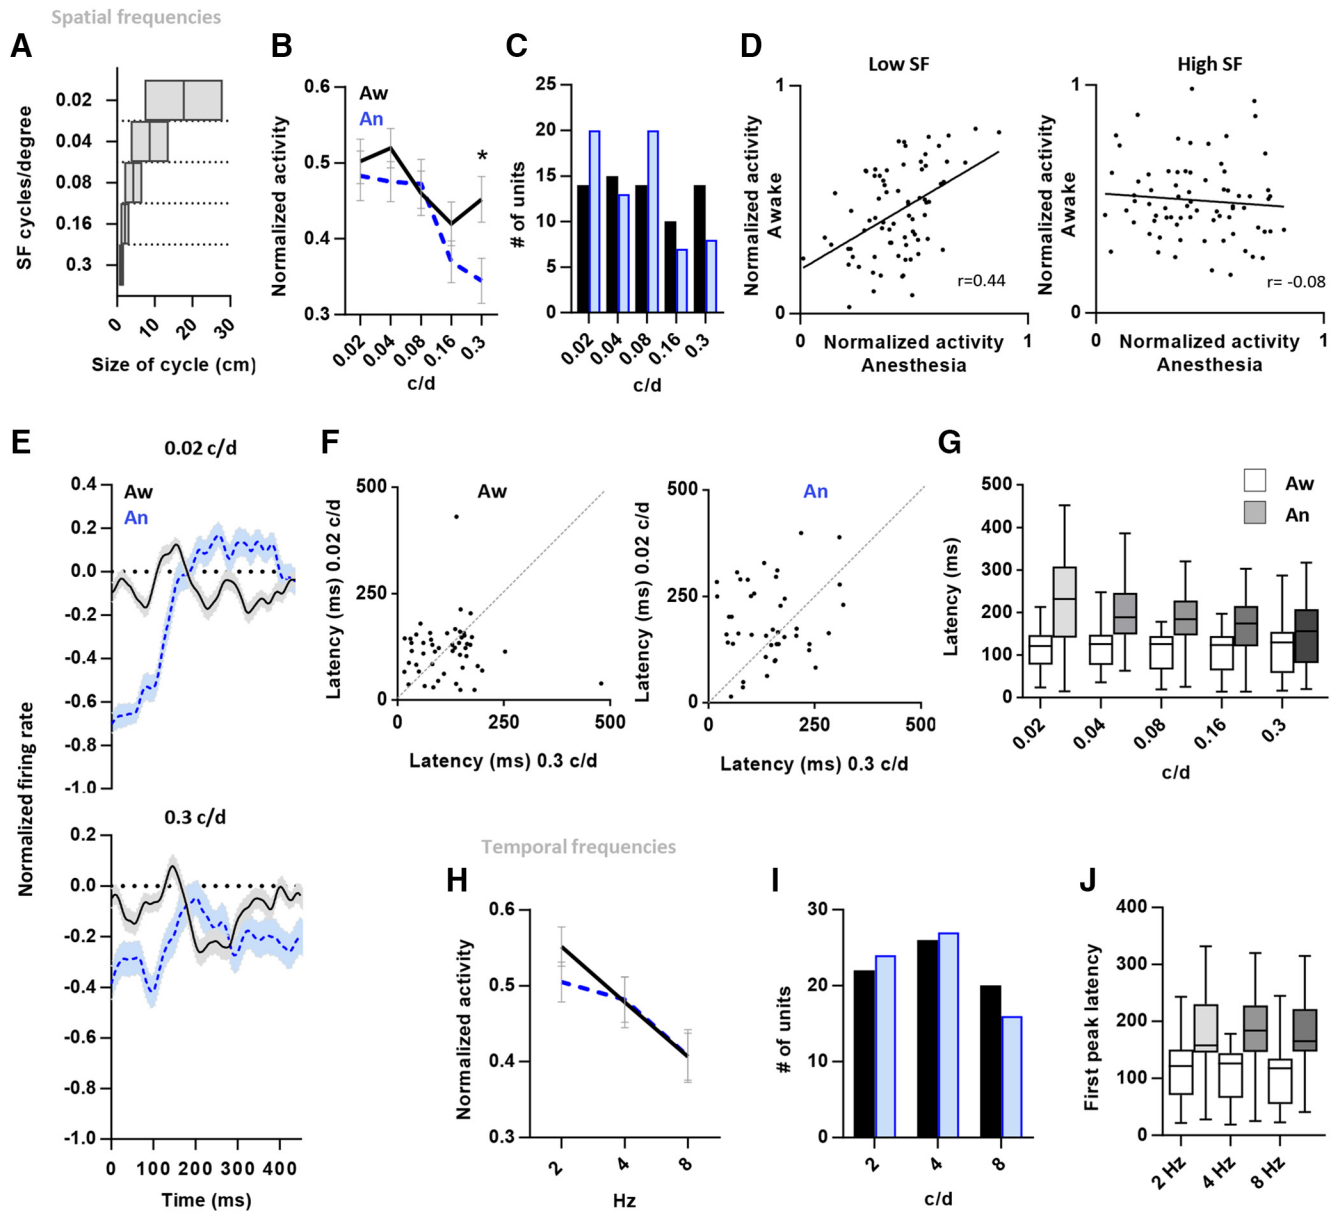 Spatial frequencies
A
SF cycles/degree
0.02
0.04
0.08
0.16
0.3
0 10 20 30
Size of cycle (cm)
B
Normalized activity
0.6
0.5
0.4
0.3
Aw
An
*
0.02 0.04 0.08 0.16 0.3
c/d
C
# of units
25
20
15
10
5
0
0.02 0.04 0.08 0.16 0.3
c/d
D
Low SF
Normalized activity
Awake
1
0
r=0.44
0 1
Normalized activity
Anesthesia
High SF
Normalized activity
Awake
1
0
r= -0.08
0 1
Normalized activity
Anesthesia
E
Normalized firing rate
0.02 c/d
Aw
An
0.4
0.2
0.0
-0.2
-0.4
-0.6
-0.8
-1.0
0.3 c/d
0.2
0.0
-0.2
-0.4
-0.6
-0.8
-1.0
0 100 200 300 400
Time (ms)
F
Aw
Latency (ms) 0.02 c/d
500
250
0
0 250 500
Latency (ms) 0.3 c/d
An
Latency (ms) 0.02 c/d
500
250
0
0 250 500
Latency (ms) 0.3 c/d
G
Aw
An
Latency (ms)
500
400
300
200
100
0
0.02 0.04 0.08 0.16 0.3
c/d
Temporal frequencies
H
Normalized activity
0.6
0.5
0.4
0.3
2 4 8
Hz
I
# of units
30
20
10
0
2 4 8
c/d
J
First peak latency
400
300
200
100
0
2 Hz 4 Hz 8 Hz